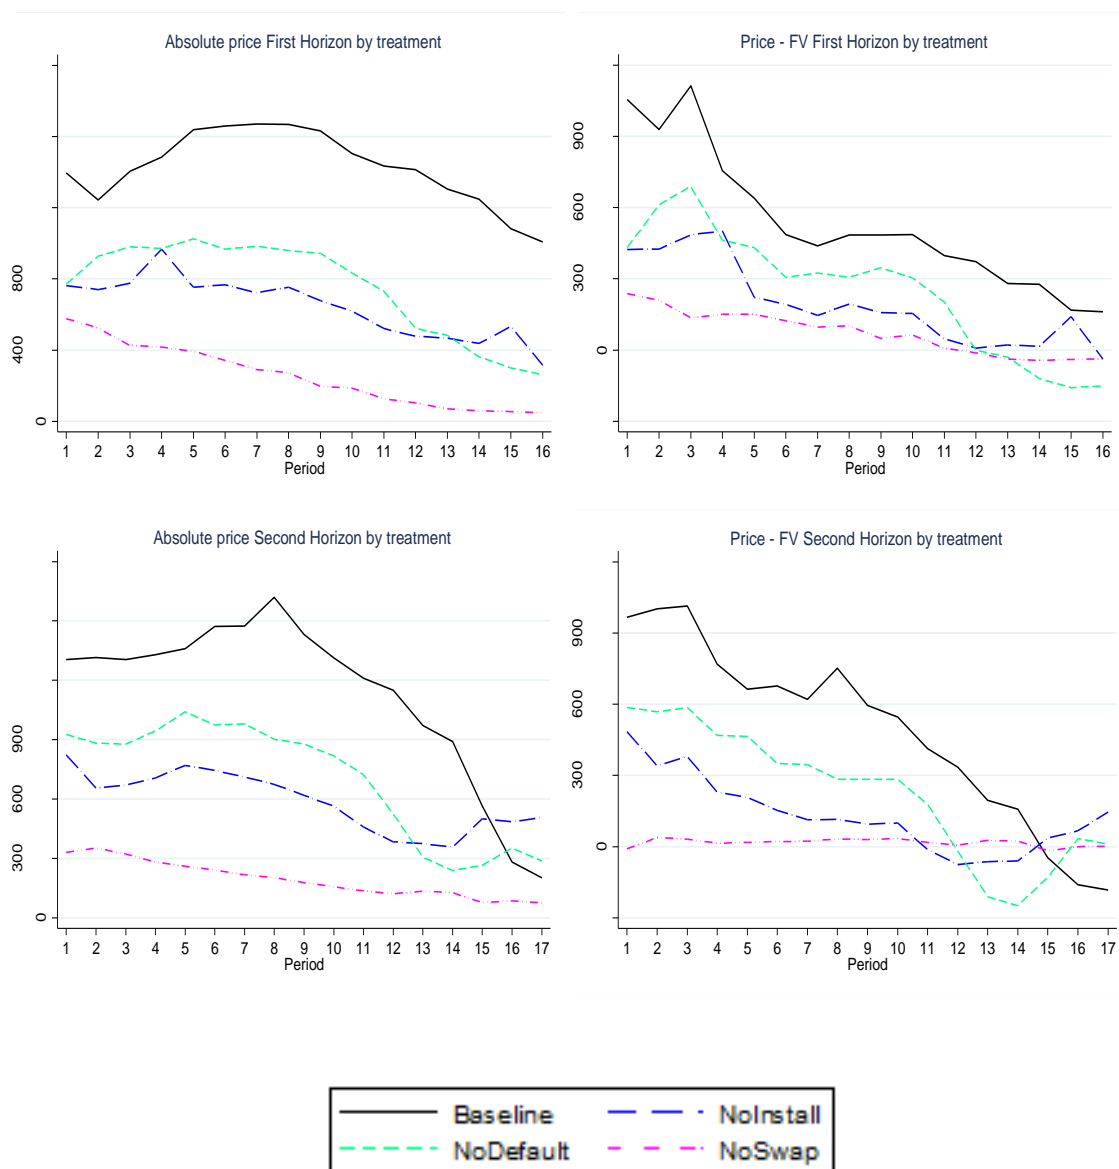 Absolute price First Horizon by treatment
800
400
0
1 2 3 4 5 6 7 8 9 10 11 12 13 14 15 16
Period
Price - FV First Horizon by treatment
900
600
300
0
1 2 3 4 5 6 7 8 9 10 11 12 13 14 15 16
Period
Absolute price Second Horizon by treatment
900
600
300
0
1 2 3 4 5 6 7 8 9 10 11 12 13 14 15 16 17
Period
Price - FV Second Horizon by treatment
900
600
300
0
1 2 3 4 5 6 7 8 9 10 11 12 13 14 15 16 17
Period
Baseline NoInstall
NoDefault NoSwap